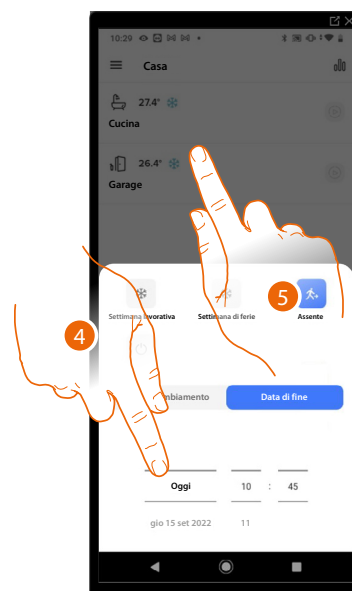 10:29
Casa
27.4°
Cucina
26.4°
Garage
5
Settimana lavorativa Settimana di ferie Assente
4
mbiamento Data di fine
Oggi 10 : 45
gio 15 set 2022 11